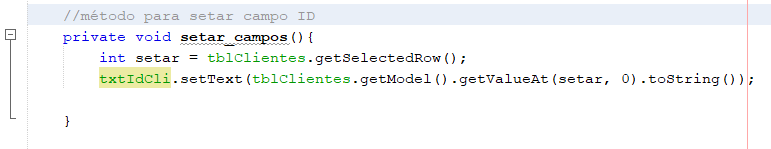 //método para setar campo ID
private void setar_campos(){
int setar = tblClientes.getSelectedRow();
txtIdCli.setText(tblClientes.getModel().getValueAt(setar, 0).toString());
}